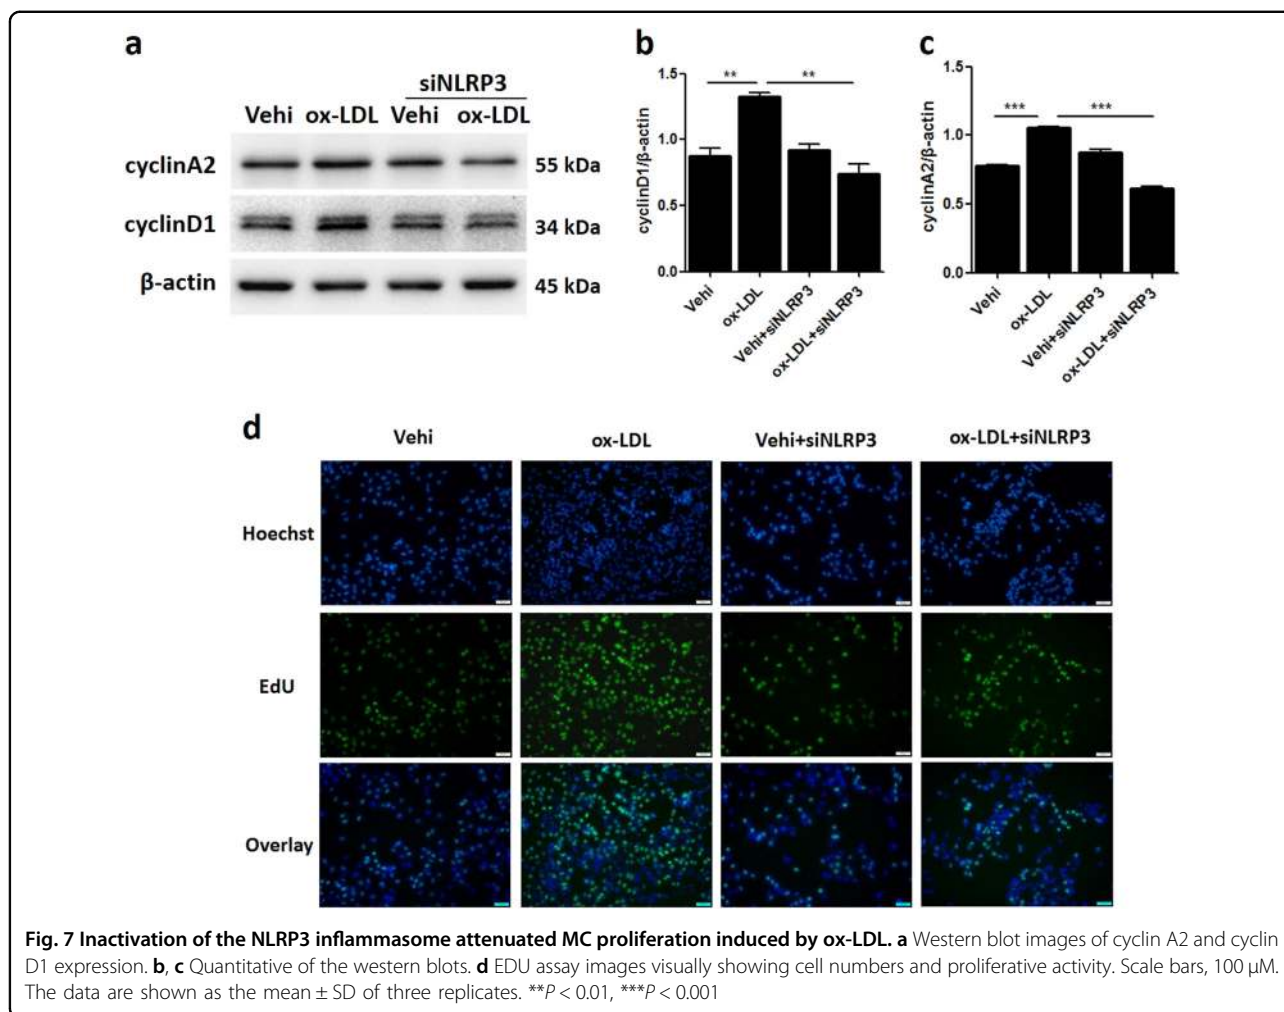 a
siNLRP3
Vehi ox-LDL Vehi ox-LDL
cyclinA2 55 kDa
cyclinD1 34 kDa
β-actin 45 kDa
b
cyclinD1/β-actin
1.5
1.0
0.5
0.0
** **
Vehi
ox-LDL
Vehi+siNLRP3
ox-LDL+siNLRP3
c
cyclinA2/β-actin
1.5
1.0
0.5
0.0
*** ***
Vehi
ox-LDL
Vehi+siNLRP3
ox-LDL+siNLRP3
d
Vehi ox-LDL Vehi+siNLRP3 ox-LDL+siNLRP3
Hoechst
EdU
Overlay
Fig. 7 Inactivation of the NLRP3 inflammasome attenuated MC proliferation induced by ox-LDL. a Western blot images of cyclin A2 and cyclin
D1 expression. b, c Quantitative of the western blots. d EDU assay images visually showing cell numbers and proliferative activity. Scale bars, 100 µM.
The data are shown as the mean ± SD of three replicates. **P < 0.01, ***P < 0.001